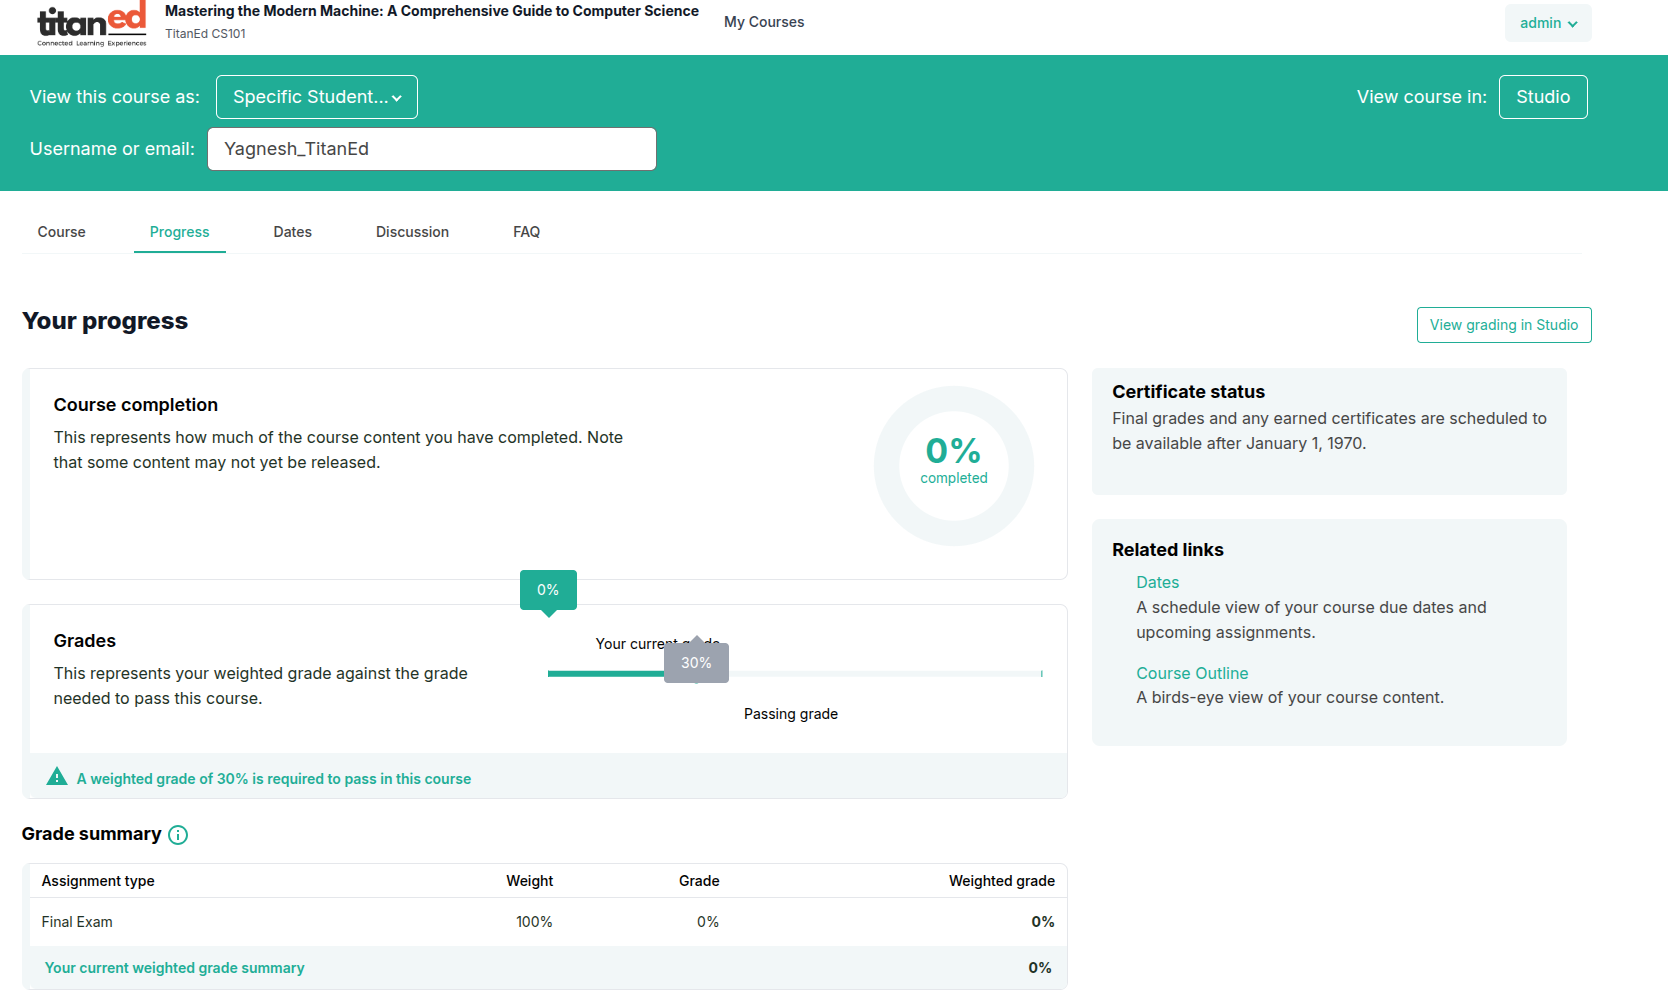 titaned
Connected Learning Experiences
Mastering the Modern Machine: A Comprehensive Guide to Computer Science
TitanEd CS101
My Courses
admin
View this course as:
Specific Student...
View course in:
Studio
Username or email:
Yagnesh_TitanEd
Course
Progress
Dates
Discussion
FAQ
Your progress
View grading in Studio
Course completion
This represents how much of the course content you have completed. Note
that some content may not yet be released.
0%
completed
Certificate status
Final grades and any earned certificates are scheduled to
be available after January 1, 1970.
Grades
This represents your weighted grade against the grade
needed to pass this course.
0%
Your current grade
30%
Passing grade
A weighted grade of 30% is required to pass in this course
Related links
Dates
A schedule view of your course due dates and
upcoming assignments.
Course Outline
A birds-eye view of your course content.
Grade summary
Assignment type
Weight
Grade
Weighted grade
Final Exam
100%
0%
0%
Your current weighted grade summary
0%